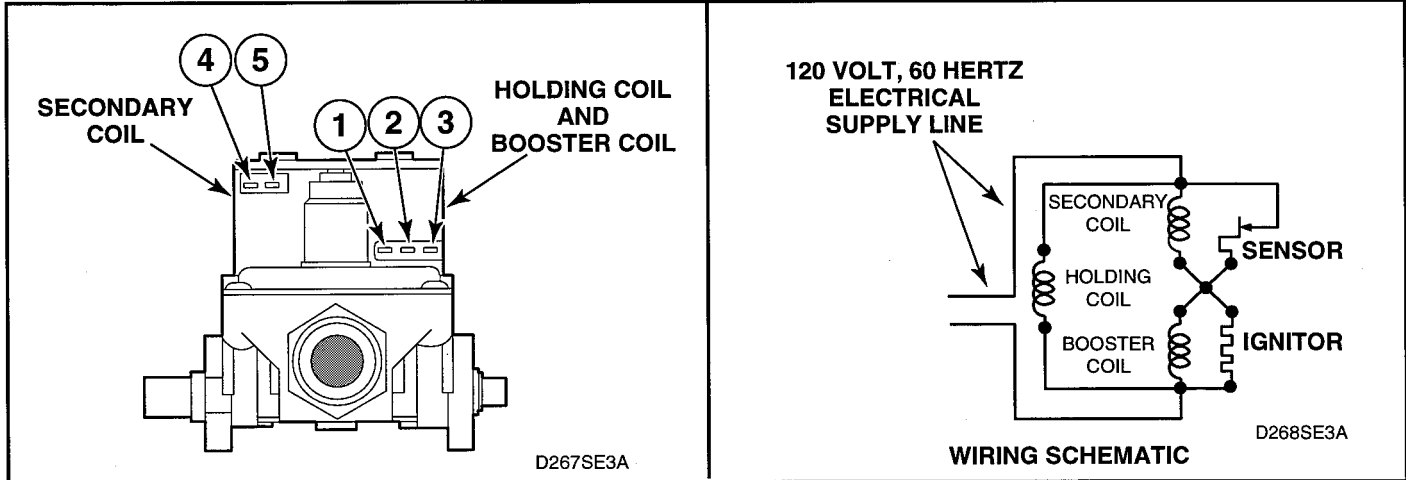 4 5
SECONDARY
COIL
1 2 3
HOLDING COIL
AND
BOOSTER COIL
D267SE3A
120 VOLT, 60 HERTZ
ELECTRICAL
SUPPLY LINE
SECONDARY
COIL
SENSOR
HOLDING
COIL
BOOSTER
COIL
IGNITOR
D268SE3A
WIRING SCHEMATIC